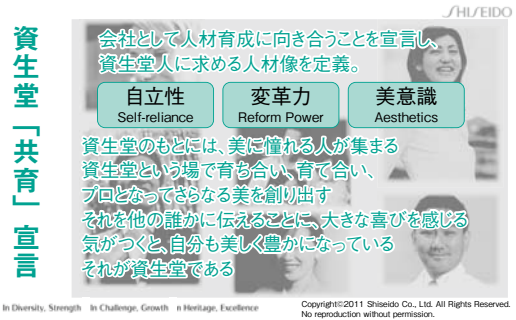 SHISEIDO
資生堂「共育」宣言
会社として人材育成に向き合うことを宣言し、
資生堂人に求める人材像を定義。
自立性
Self-reliance
変革力
Reform Power
美意識
Aesthetics
資生堂のもとには、美に憧れる人が集まる
資生堂という場で育ち合い、育て合い、
プロとなってさらなる美を創り出す
それを他の誰かに伝えることに、大きな喜びを感じる
気がつくと、自分も美しく豊かになっている
それが資生堂である
In Diversity, Strength In Challenge, Growth n Heritage, Excellence
Copyright©2011 Shiseido Co., Ltd. All Rights Reserved.
No reproduction without permission.